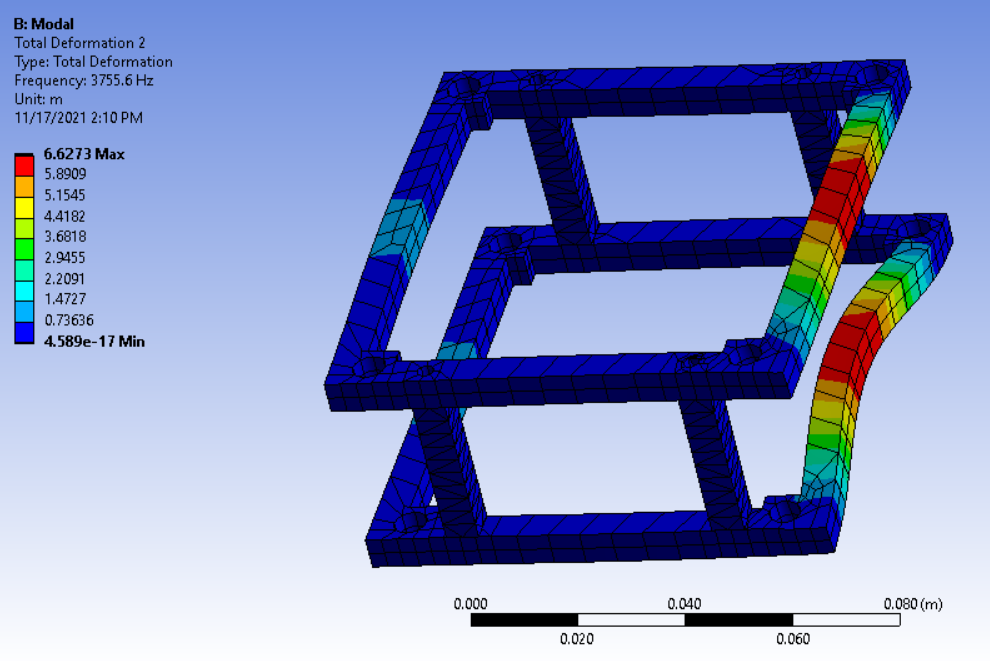 B: Modal
Total Deformation 2
Type: Total Deformation
Frequency: 3755.6 Hz
Unit: m
11/17/2021 2:10 PM
6.6273 Max
5.8909
5.1545
4.4182
3.6818
2.9455
2.2091
1.4727
0.73636
4.589e-17 Min
0.000
0.040
0.080 (m)
0.020
0.060